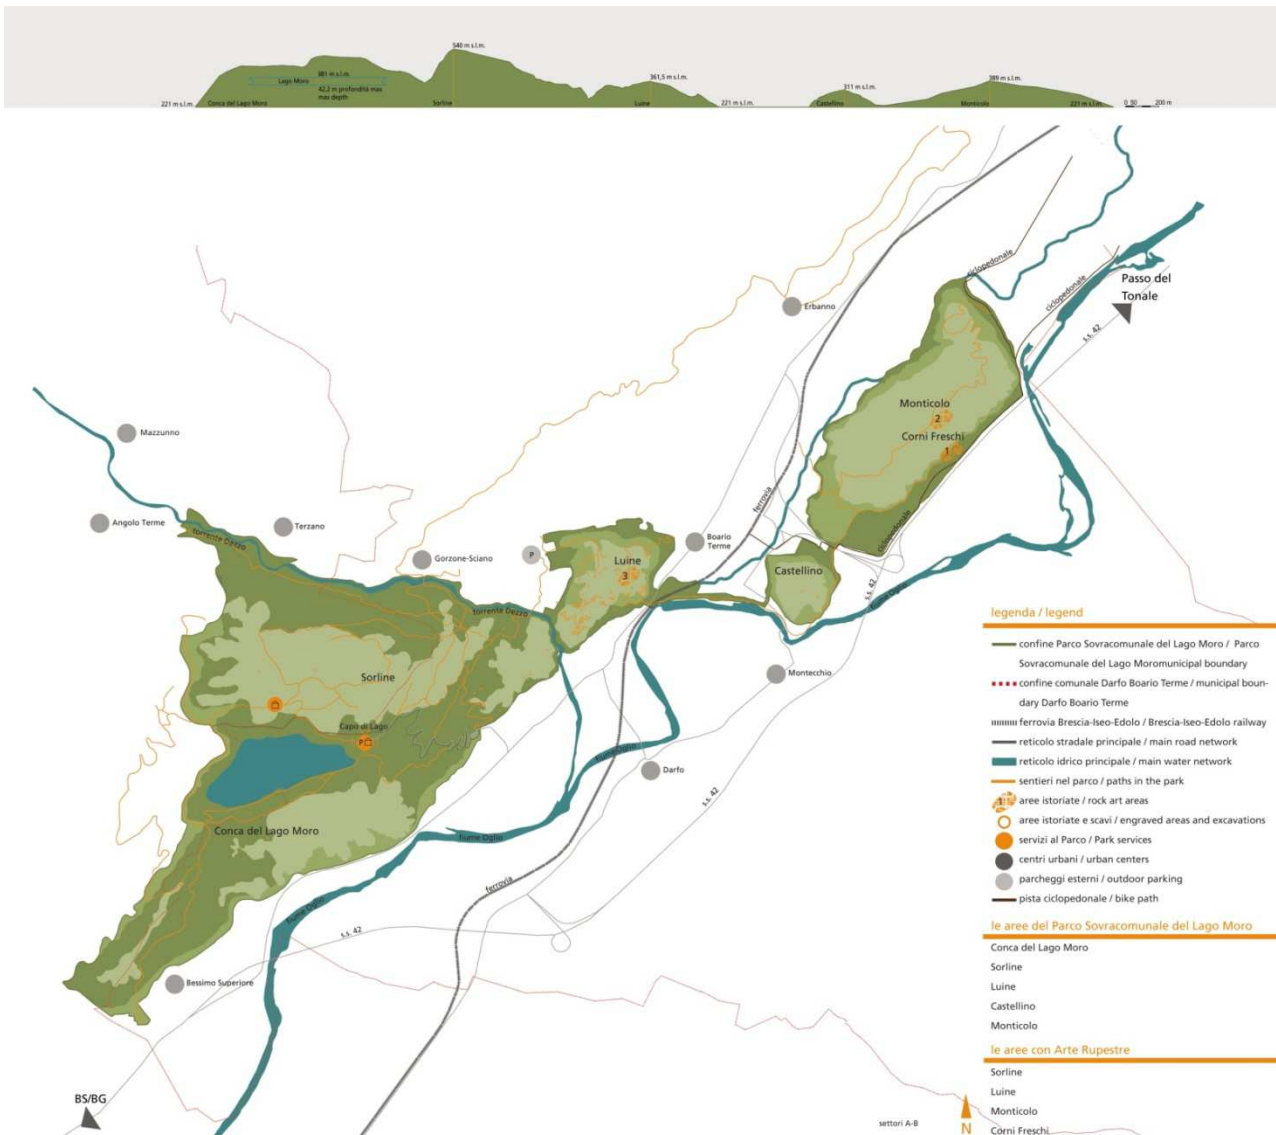 540 m s.l.m.
381 m s.l.m.
Lago Moro
42,2 m profondità max
max depth
361,5 m s.l.m.
311 m s.l.m.
389 m s.l.m.
221 m s.l.m.
Conca del Lago Moro
Sorline
Luine
221 m s.l.m.
Castellino
Monticolo
221 m s.l.m.
0 50 200 m
ciclopedonale
Passo del
Tonale
ciclopedonale
Erbanno
s.s. 42
Monticolo
2
Corni Freschi
1
Mazzunno
ferrovia
Angolo Terme
Terzano
torrente Dezzo
ciclopedonale
Boario
Terme
Gorzone-Sciano
P
Luine
3
Castellino
s.s. 42
fiume Oglio
torrente Dezzo
Sorline
Montecchio
Capo di Lago
P
fiume Oglio
Darfo
s.s. 42
Conca del Lago Moro
fiume Oglio
ferrovia
fiume Oglio
s.s. 42
Bessimo Superiore
BS/BG
legenda / legend
confine Parco Sovracomunale del Lago Moro / Parco
Sovracomunale del Lago Moromunicipal boundary
confine comunale Darfo Boario Terme / municipal boun-
dary Darfo Boario Terme
ferrovia Brescia-Iseo-Edolo / Brescia-Iseo-Edolo railway
reticolo stradale principale / main road network
reticolo idrico principale / main water network
sentieri nel parco / paths in the park
1 aree istoriate / rock art areas
aree istoriate e scavi / engraved areas and excavations
servizi al Parco / Park services
centri urbani / urban centers
parcheggi esterni / outdoor parking
pista ciclopedonale / bike path
le aree del Parco Sovracomunale del Lago Moro
Conca del Lago Moro
Sorline
Luine
Castellino
Monticolo
le aree con Arte Rupestre
Sorline
Luine
Monticolo
Corni Freschi
settori A-B
N